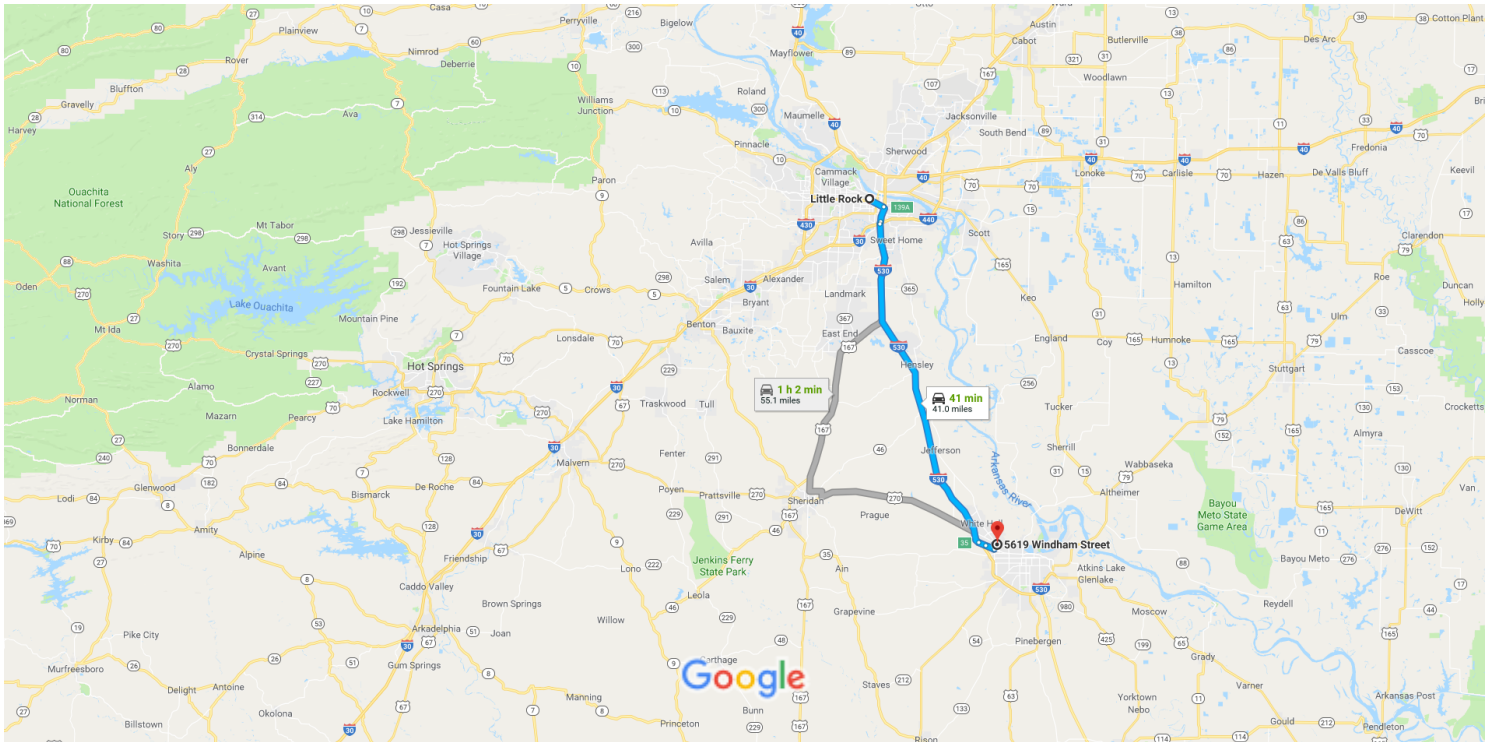 Casa
Perryville
Bigelow
Austin
Cotton Plant
Plainview
Nimrod
Deberrie
Mayflower
Cabot
Butlerville
Des Arc
Rover
Woodlawn
Bluffton
Gravelly
Williams
Junction
Roland
Maumelle
Jacksonville
Harvey
Ava
South Bend
Fredonia
Pinnacle
Sherwood
Aly
Lonoke
Carlisle
Hazen
De Valls Bluff
Keevil
Cammack
Village
Paron
Ouachita
National Forest
Little Rock
139A
Mt Tabor
Jessieville
Story
Hot Springs
Village
Avilla
Sweet Home
Scott
Clarendon
Washita
Avant
Salem
Alexander
Roe
Oden
Fountain Lake
Crows
Bryant
Landmark
Hamilton
Duncan
Lake Ouachita
Keo
Holly
Mountain Pine
Benton
Bauxite
East End
Ulm
Mt Ida
Lonsdale
England
Coy
Humnoke
Casscoe
Crystal Springs
Hot Springs
Hensley
Stuttgart
Alamo
Rockwell
1 h 2 min
55.1 miles
41 min
41.0 miles
Norman
Mazarn
Pearcy
Lake Hamilton
Traskwood
Tull
Tucker
Crocketts
Bonnerdale
Almyra
Malvern
Fenter
Jefferson
Sherrill
Arkansas River
Wabbaseka
Glenwood
De Roche
Bismarck
Poyen
Prattsville
Sheridan
Altheimer
Lodi
Van
Prague
White Hall
Bayou
Meto State
Game Area
DeWitt
Amity
Kirby
35
5619 Windham Street
Alpine
Friendship
Lono
Jenkins Ferry
State Park
Ain
Atkins Lake
Glenlake
Bayou Meto
Caddo Valley
Leola
Brown Springs
Grapevine
Moscow
Reydell
Pike City
Arkadelphia
Joan
Willow
Pinebergen
Grady
Murfreesboro
Gum Springs
Carthage
Google
Delight
Antoine
Manning
Staves
Varner
Arkansas Post
Yorktown
Nebo
Billstown
Okolona
Princeton
Bunn
Rison
Gould
Pendleton